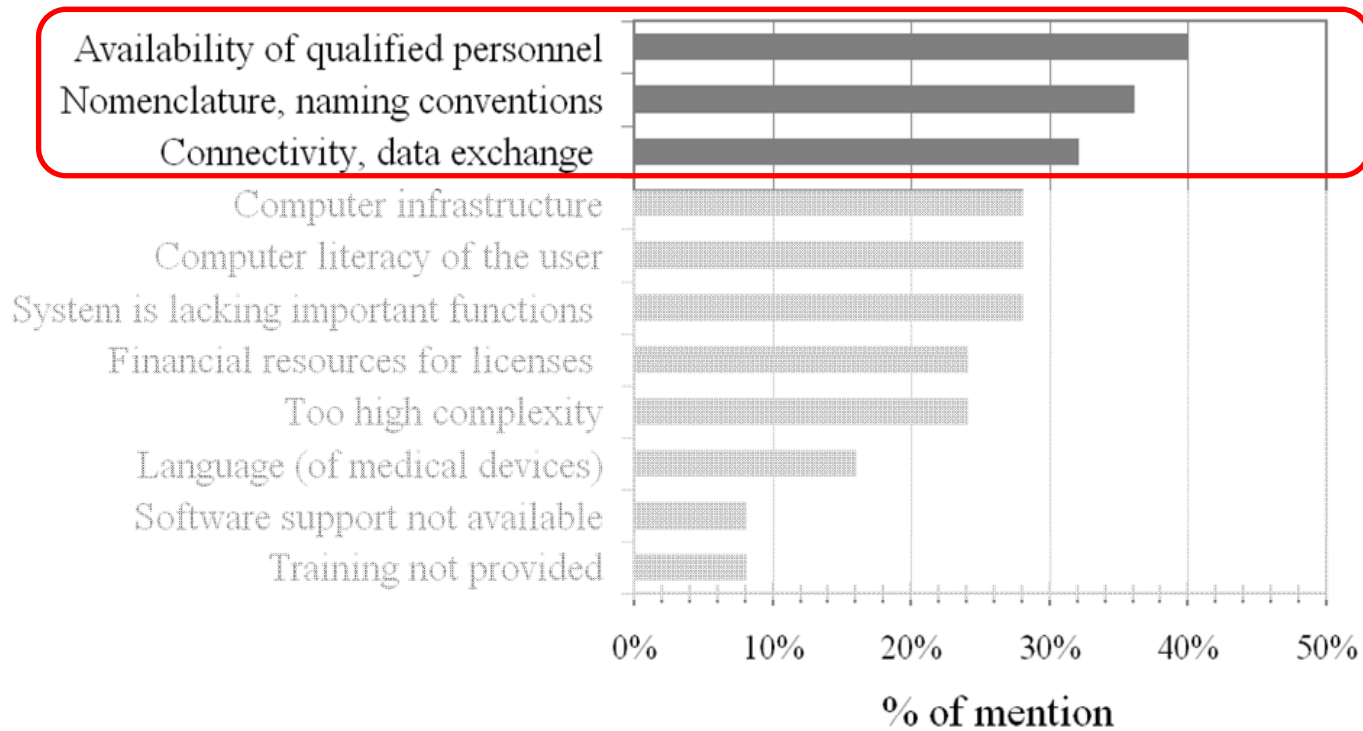 Availability of qualified personnel
Nomenclature, naming conventions
Connectivity, data exchange
Computer infrastructure
Computer literacy of the user
System is lacking important functions
Financial resources for licenses
Too high complexity
Language (of medical devices)
Software support not available
Training not provided
0% 10% 20% 30% 40% 50%
% of mention